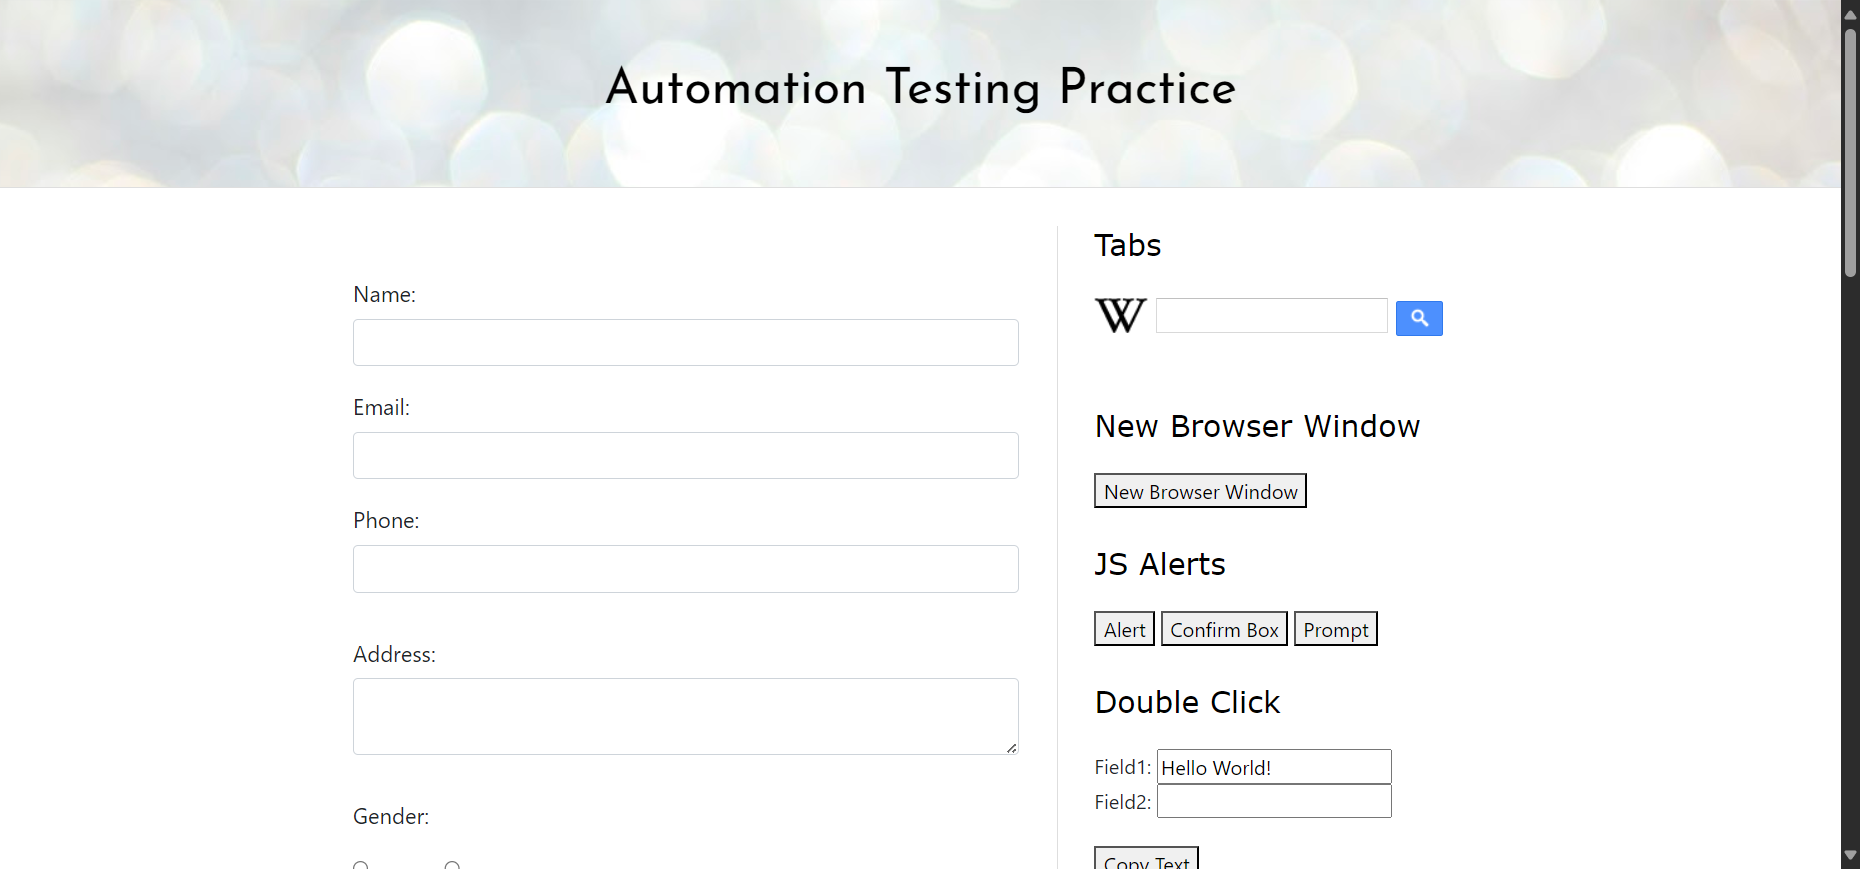 Automation Testing Practice
Name:
Email:
Phone:
Address:
Gender:
Tabs
W
New Browser Window
New Browser Window
JS Alerts
Alert Confirm Box Prompt
Double Click
Field1: Hello World!
Field2:
Copy Text